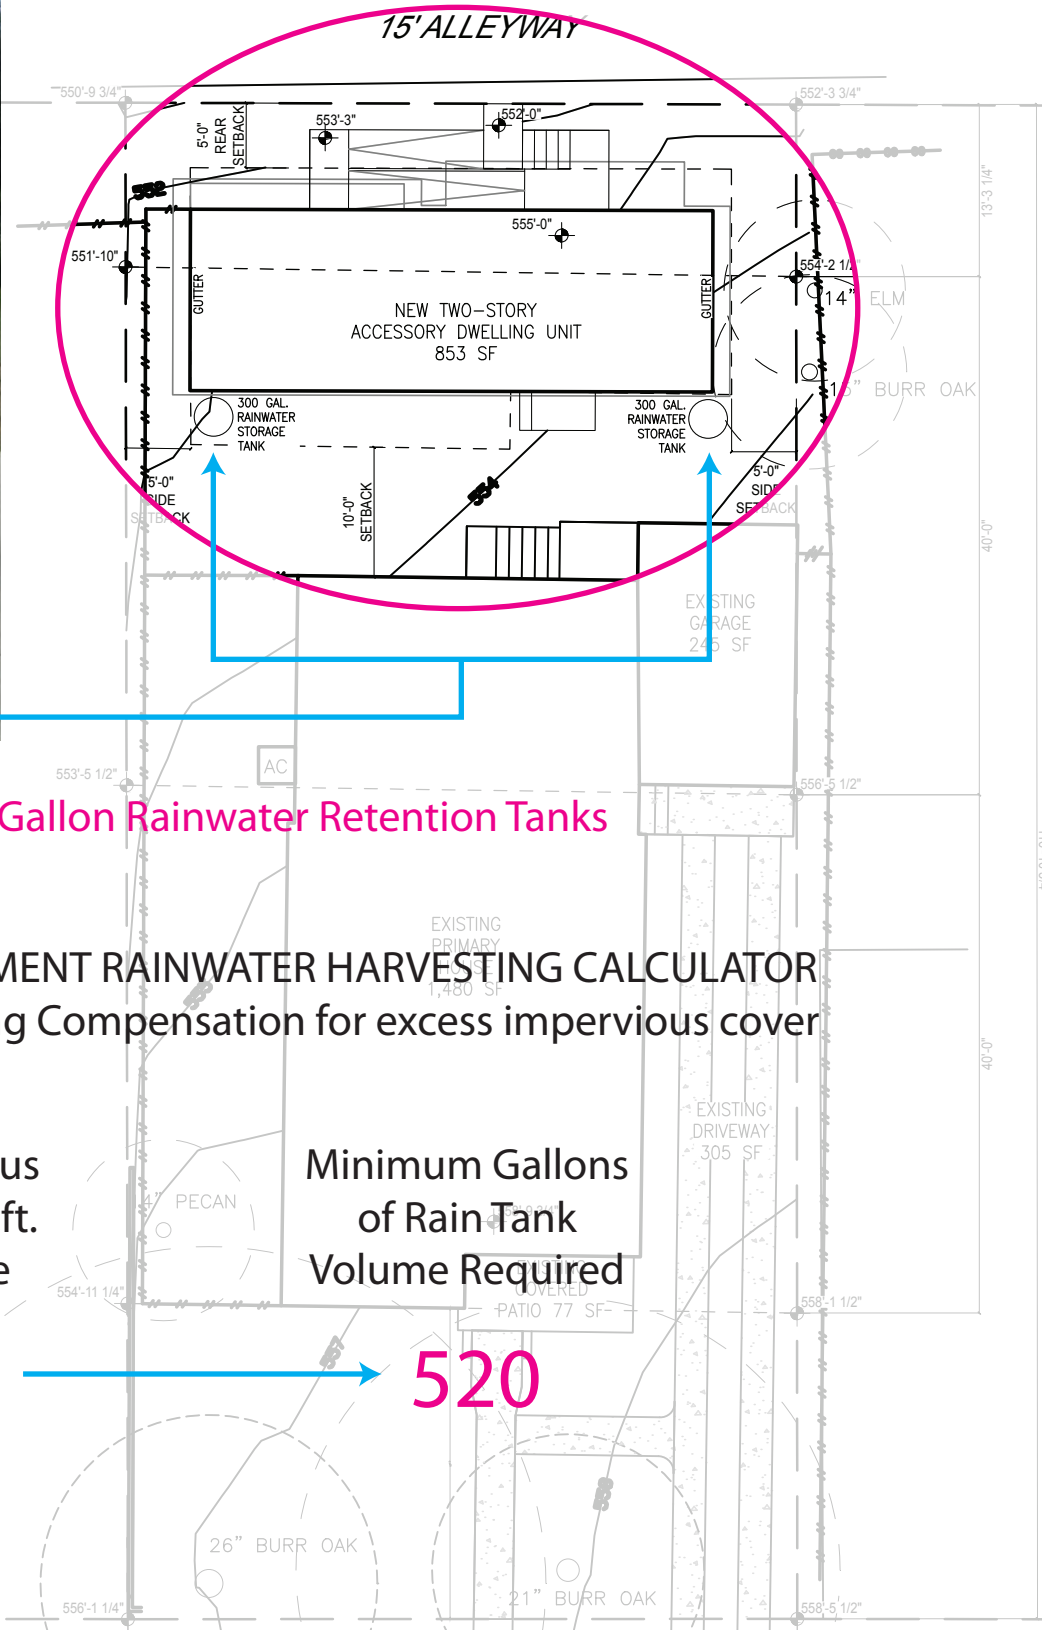 15' ALLEYWAY
550'-9 3/4"
552'-3 3/4"
5'-0"
REAR
SETBACK
553'-3"
552'-0"
13'-3 1/4"
552
555'-0"
551'-10"
554'-2 1/2"
GUTTER
GUTTER
14" ELM
NEW TWO-STORY
ACCESSORY DWELLING UNIT
853 SF
BURR OAK
300 GAL.
RAINWATER
STORAGE
TANK
300 GAL.
RAINWATER
STORAGE
TANK
5'-0"
SIDE
SETBACK
10'-0"
SETBACK
554
5'-0"
SIDE
SETBACK
40'-0"
EXISTING
GARAGE
245 SF
AC
553'-5 1/2"
556'-5 1/2"
Gallon Rainwater Retention Tanks
EXISTING
PRIMARY
HOUSE
1,480 SF
MENT RAINWATER HARVESTING CALCULATOR
g Compensation for excess impervious cover
40'-0"
EXISTING
DRIVEWAY
305 SF
us
ft.
e
Minimum Gallons
of Rain Tank
Volume Required
4" PECAN
554'-11 1/4"
EXISTING
COVERED
PATIO 77 SF
558'-1 1/2"
557
520
558
26" BURR OAK
21" BURR OAK
556'-1 1/4"
558'-5 1/2"